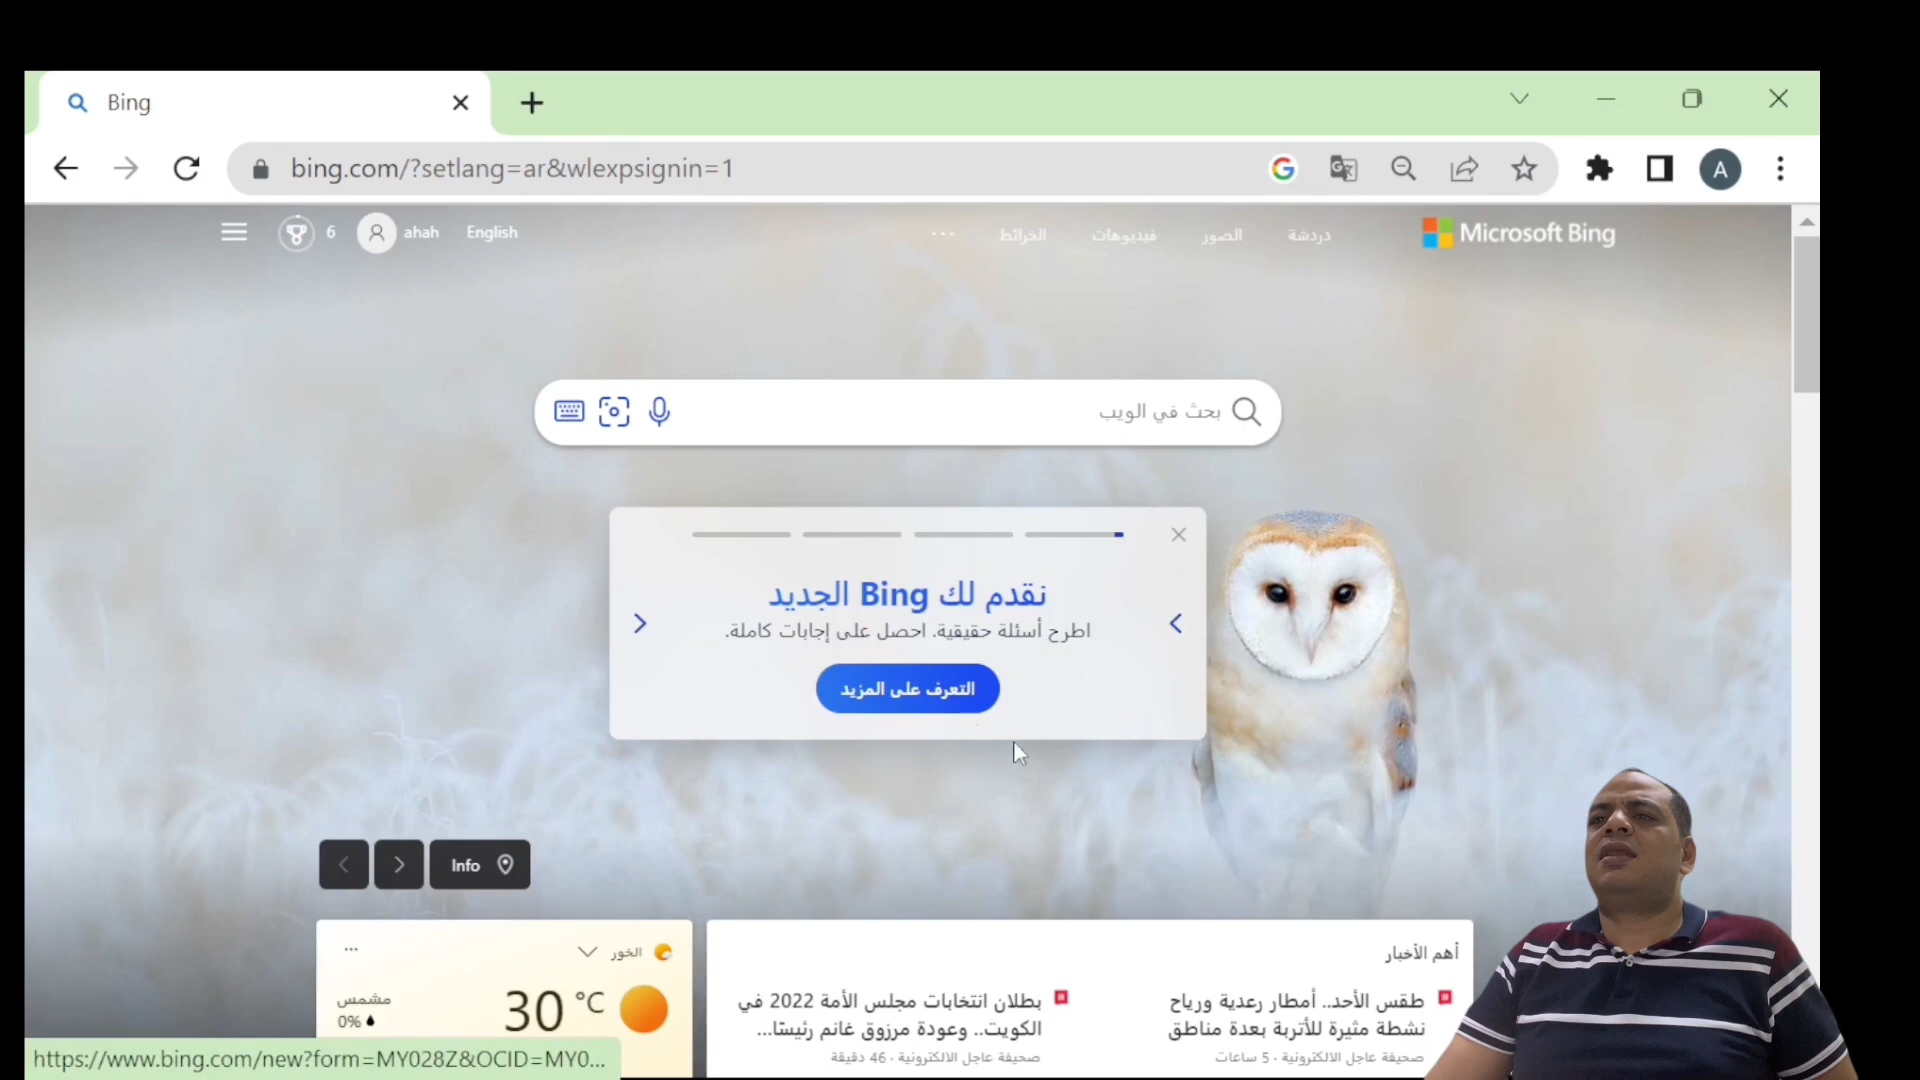 Bing
bing.com/?setlang=ar&wlexpsignin=1
A
Microsoft Bing
دردشة
الصور
فيديوهات
الخرائط
English
ahah
6
بحث في الويب
نقدم لك Bing الجديد
اطرح أسئلة حقيقية. احصل على إجابات كاملة.
التعرف على المزيد
Info
أهم الأخبار
طقس الأحد.. أمطار رعدية ورياح
نشطة مثيرة للأتربة بعدة مناطق
صحيفة عاجل الالكترونية · 5 ساعات
بطلان انتخابات مجلس الأمة 2022 في
الكويت.. وعودة مرزوق غانم رئيسًا...
صحيفة عاجل الالكترونية · 46 دقيقة
الخور
30 °C
مشمس
0%
https://www.bing.com/new?form=MY028Z&OCID=MY0...